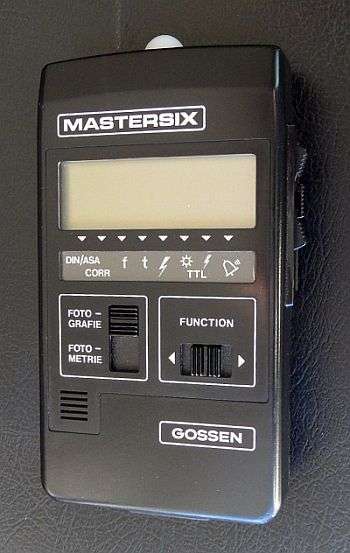 MASTERSIX
DIN/ASA f t TTL
CORR
FOTO-
GRAFIE
FOTO-
METRIE
FUNCTION
GOSSEN